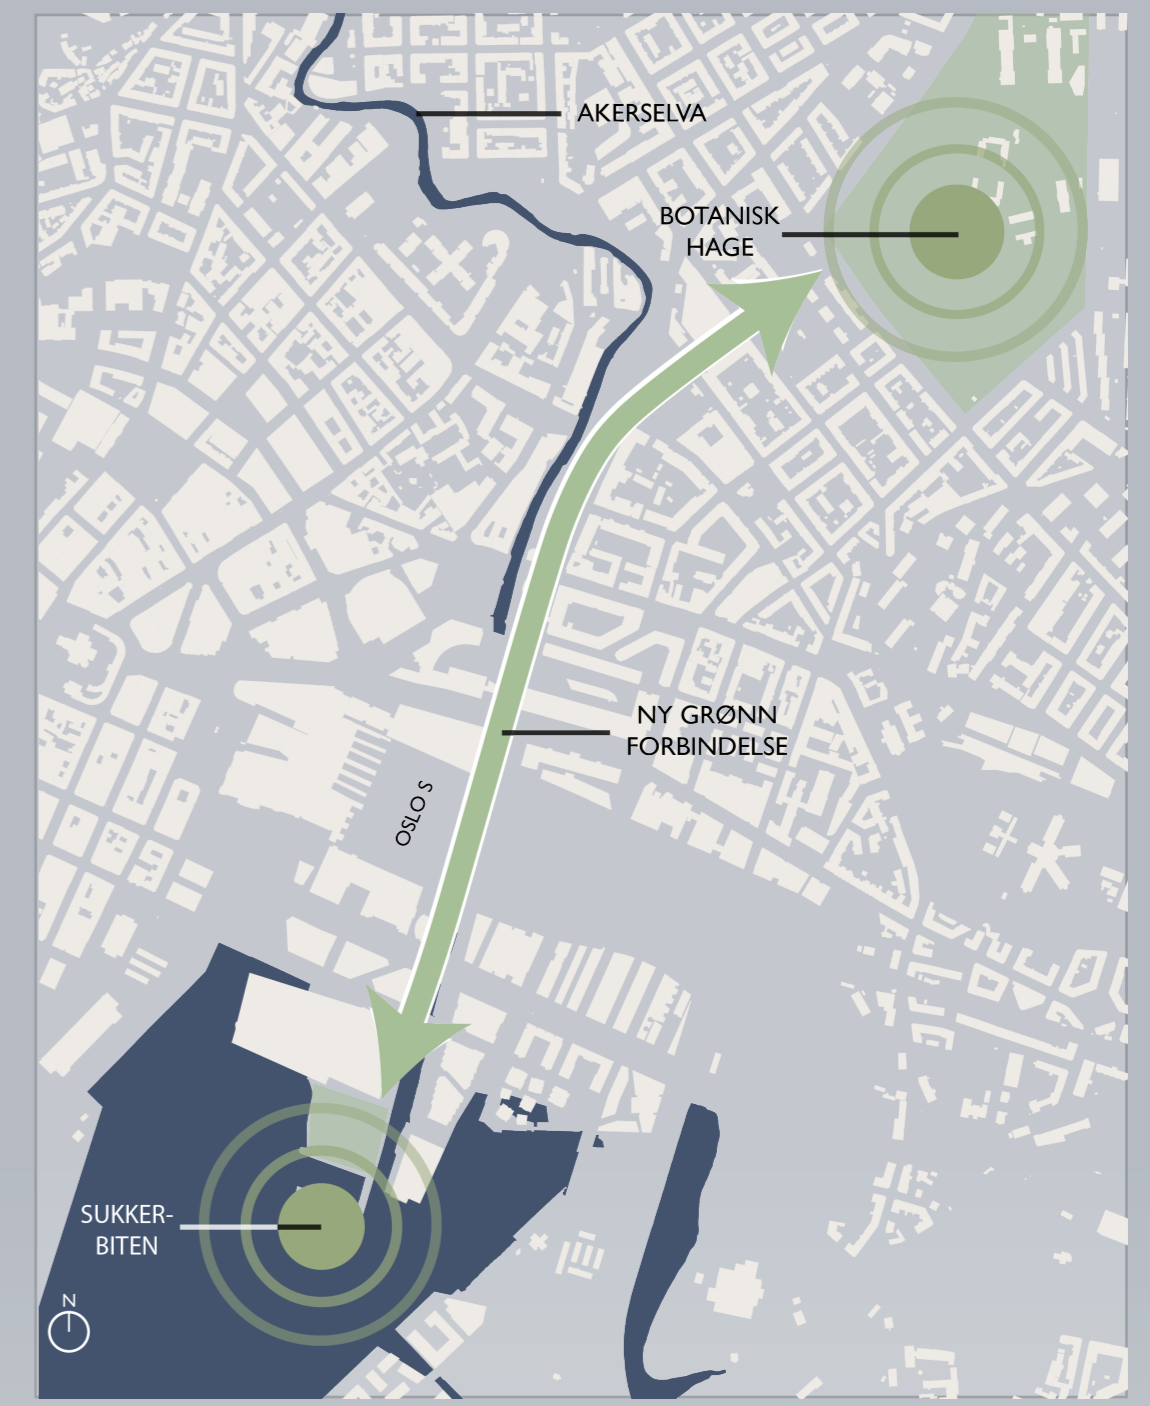 AKERSELVA
BOTANISK
HAGE
NY GRØNN
FORBINDELSE
OSLO S
SUKKER-
BITEN
N